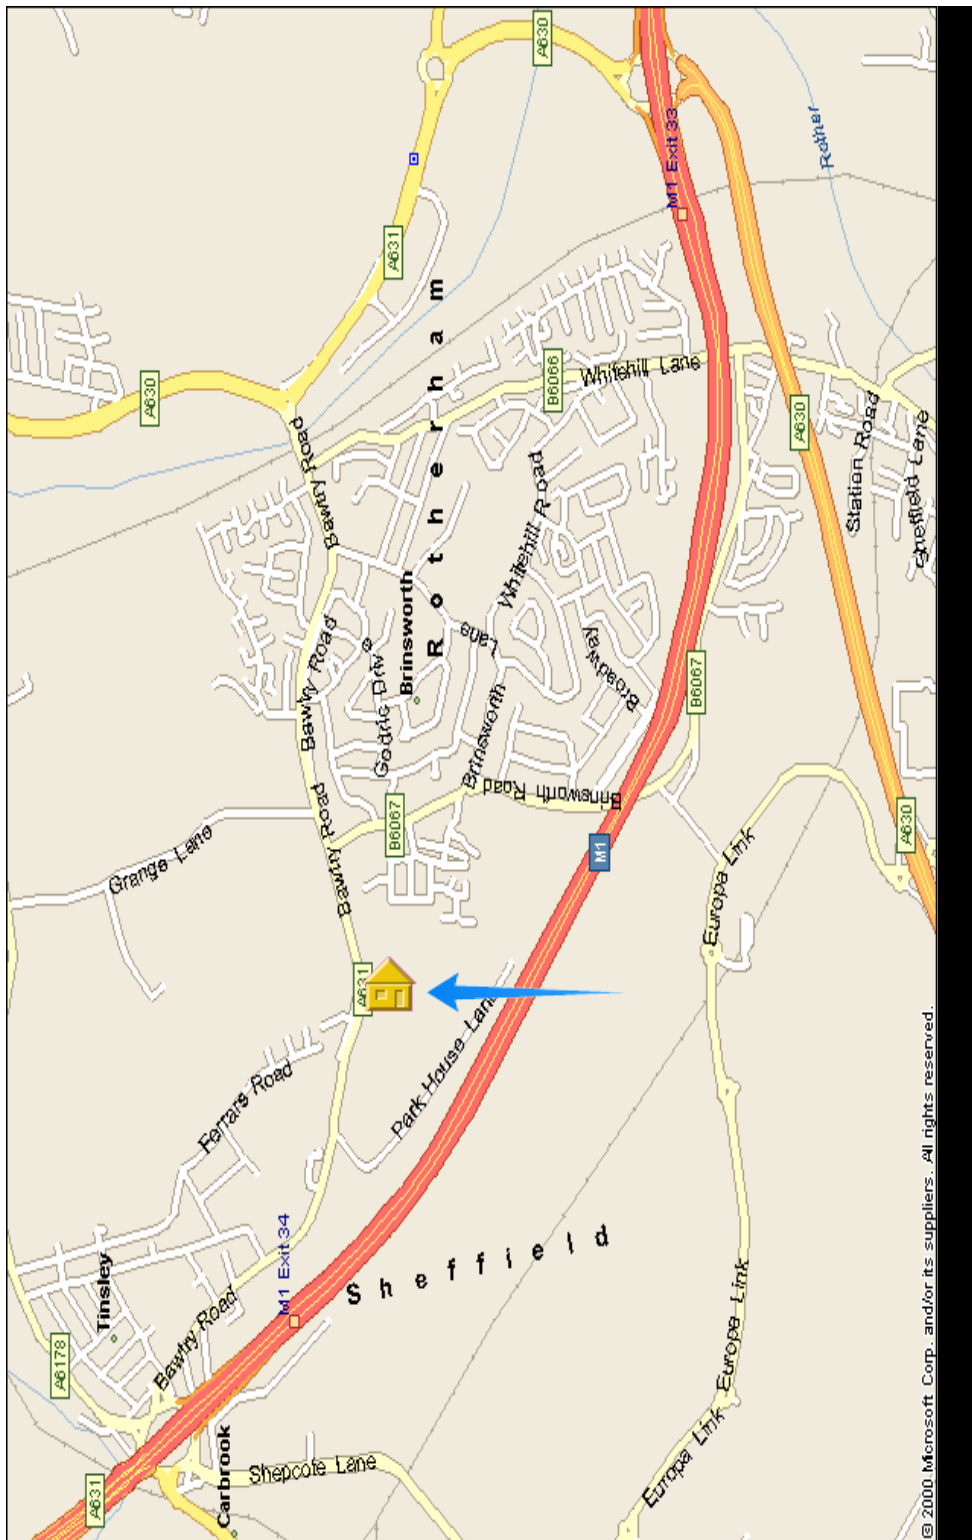 A630
M1 Exit 33
Rother
A631
A630
B6066
Whitehill Lane
A630
Station Road
Sheffield Lane
Bawtry Road
Bawtry Road
Whitehill Road
Rotherham
Brinsworth
Lane
Broadway
Godric Drive
Bawtry Road
Brinsworth
B6067
Brinsworth Road
B6067
Bawtry Road
Grange Lane
M1
A630
Europa Link
A631
Park House Lane
Ferrars Road
M1 Exit 34
Sheffield
Tinsley
Bawtry Road
A6178
Europa Link
Europa Link
Shepcote Lane
Carbrook
A631
© 2000 Microsoft Corp. and/or its suppliers. All rights reserved.